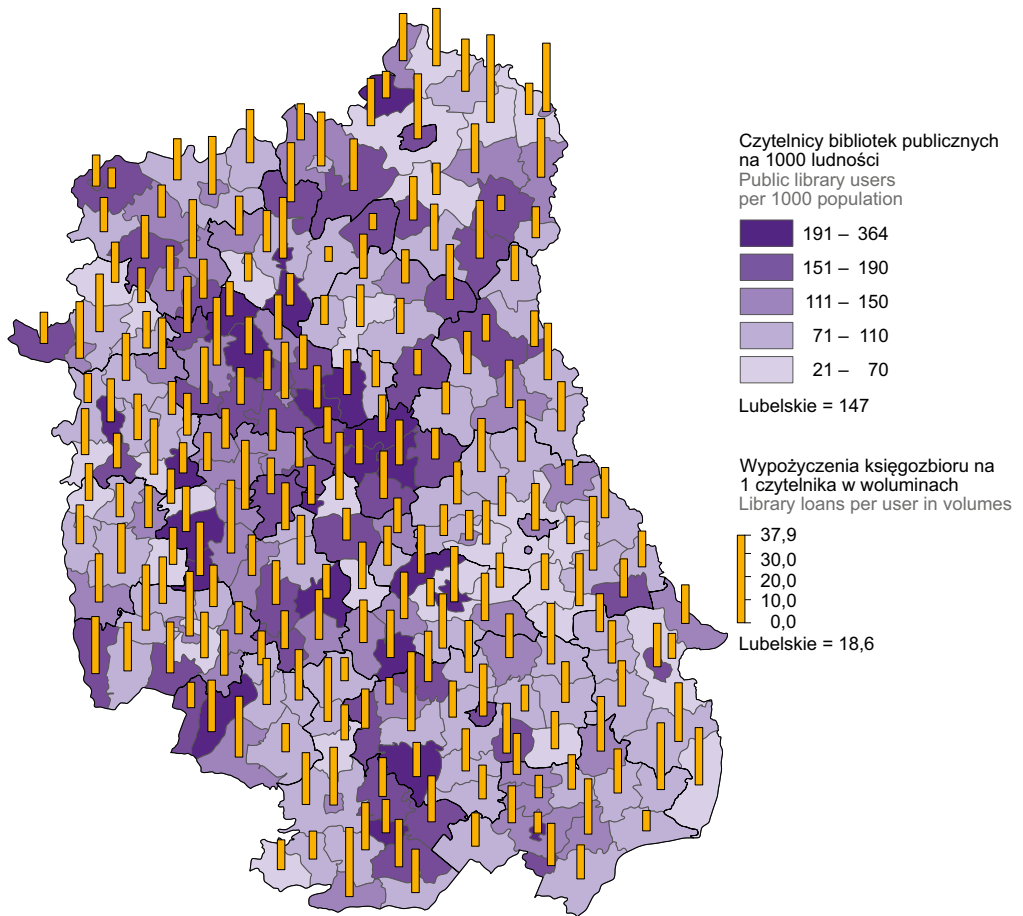 Czytelnicy bibliotek publicznych
na 1000 ludności
Public library users
per 1000 population
191 – 364
151 – 190
111 – 150
71 – 110
21 – 70
Lubelskie = 147
Wypożyczenia księgozbioru na
1 czytelnika w woluminach
Library loans per user in volumes
37,9
30,0
20,0
10,0
0,0
Lubelskie = 18,6